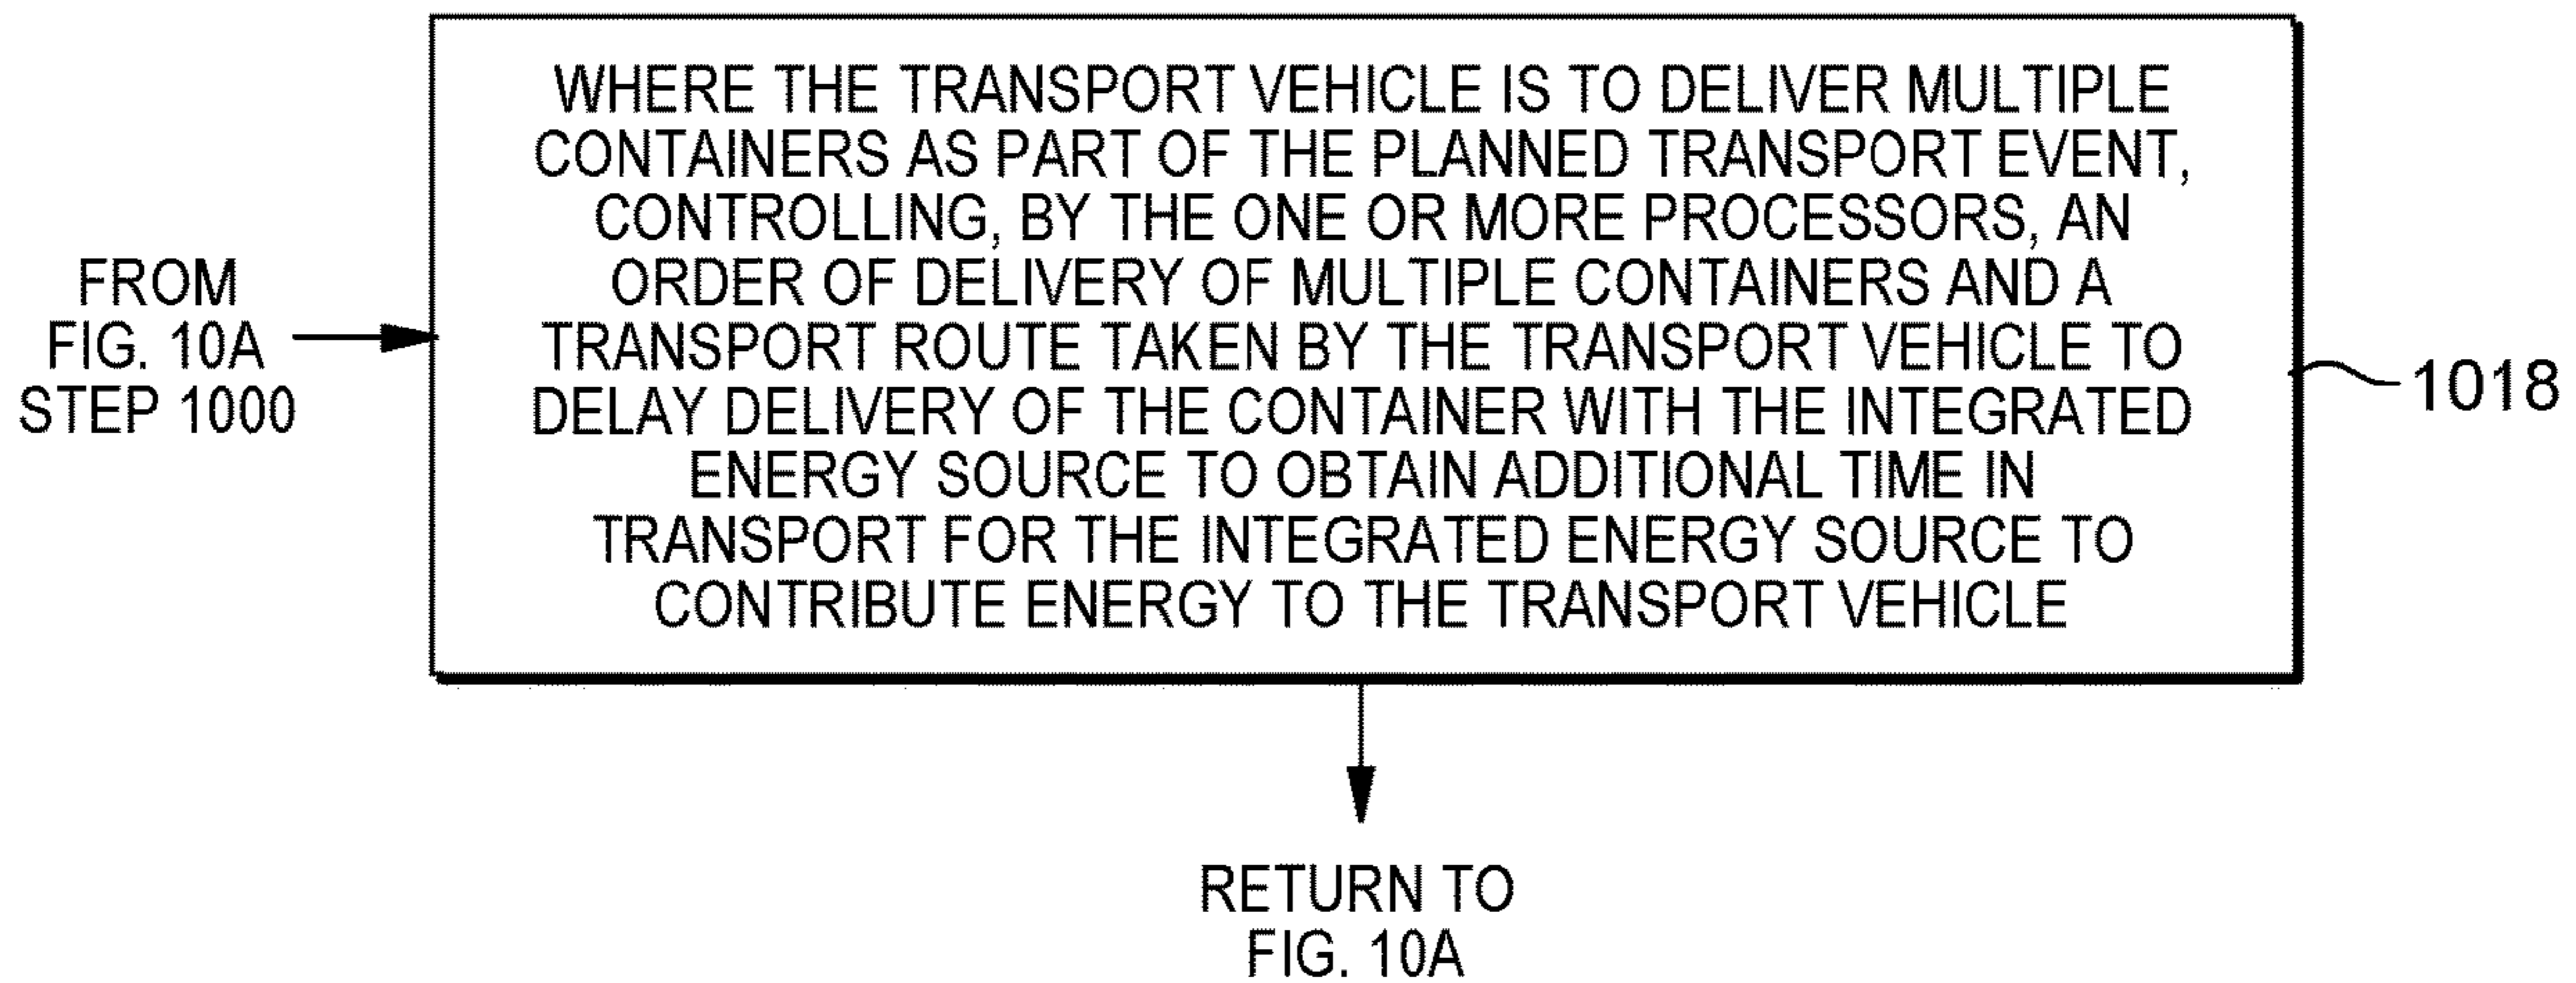 WHERE THE TRANSPORT VEHICLE IS TO DELIVER MULTIPLE
CONTAINERS AS PART OF THE PLANNED TRANSPORT EVENT,
CONTROLLING, BY THE ONE OR MORE PROCESSORS, AN
ORDER OF DELIVERY OF MULTIPLE CONTAINERS AND A
TRANSPORT ROUTE TAKEN BY THE TRANSPORT VEHICLE TO
DELAY DELIVERY OF THE CONTAINER WITH THE INTEGRATED
ENERGY SOURCE TO OBTAIN ADDITIONAL TIME IN
TRANSPORT FOR THE INTEGRATED ENERGY SOURCE TO
CONTRIBUTE ENERGY TO THE TRANSPORT VEHICLE
FROM
FIG. 10A
STEP 1000
1018
RETURN TO
FIG. 10A